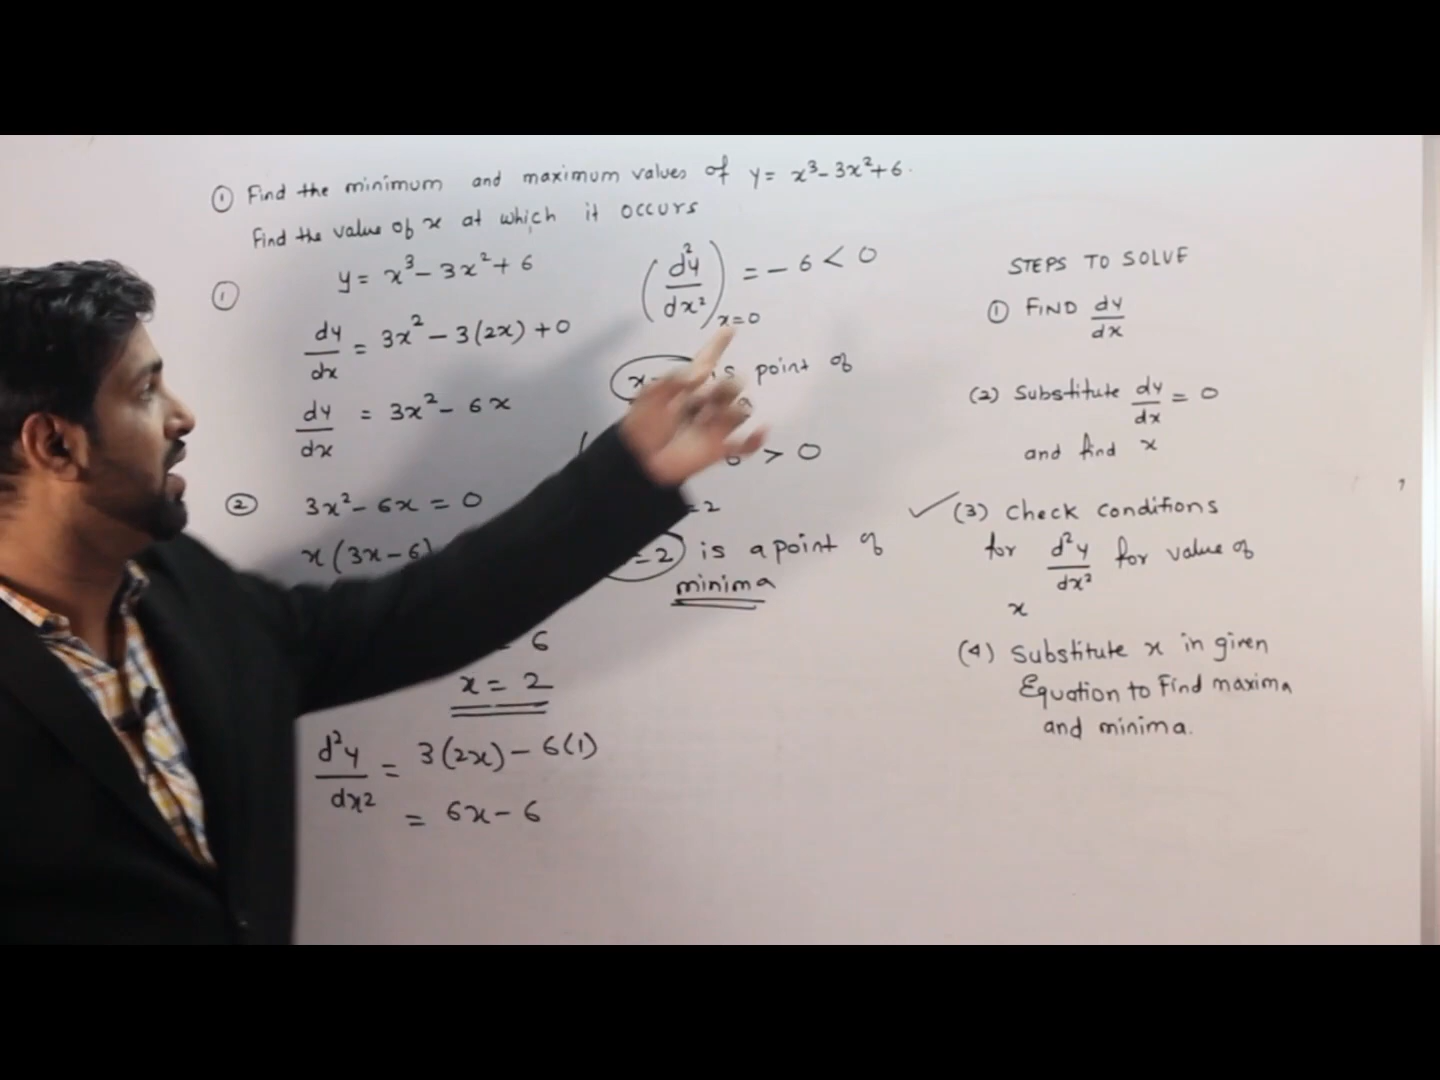 ① Find the minimum and maximum values of y = x³ - 3x² + 6.
Find the value of x at which it occurs
① y = x³ - 3x² + 6
dy/dx = 3x² - 3(2x) + 0
dy/dx = 3x² - 6x
② 3x² - 6x = 0
x(3x - 6)
= 6
x = 2
d²y/dx² = 3(2x) - 6(1)
= 6x - 6
(d²y/dx²)x=0 = - 6 < 0
is point of
6 > 0
= 2
= 2 is a point of
minima
STEPS TO SOLVE
① FIND dy/dx
(2) Substitute dy/dx = 0
and find x
✓ (3) Check conditions
for d²y/dx² for value of
x
(4) Substitute x in given
Equation to Find maxima
and minima.